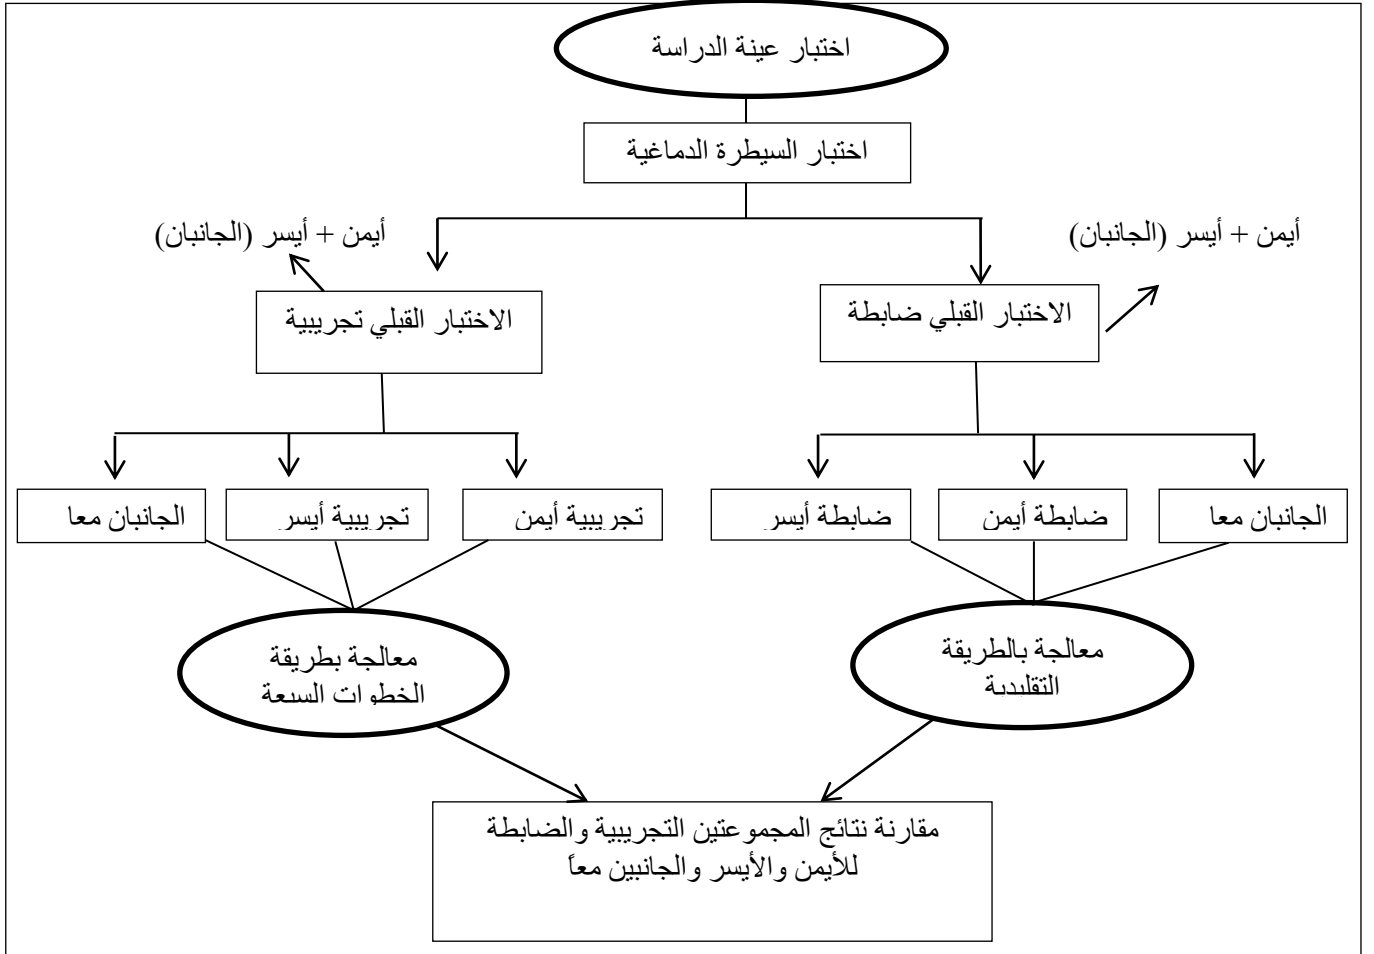 اختبار عينة الدراسة
اختبار السيطرة الدماغية
أيمن + أيسر (الجانبان)
أيمن + أيسر (الجانبان)
الاختبار القبلي ضابطة
الاختبار القبلي تجريبية
الجانبان معا
ضابطة أيمن
ضابطة أيسر
تجريبية أيمن
تجريبية أيسر
الجانبان معا
معالجة بالطريقة
التقليدية
معالجة بطريقة
الخطوات السبعة
مقارنة نتائج المجموعتين التجريبية والضابطة
للأيمن والأيسر والجانبين معاً